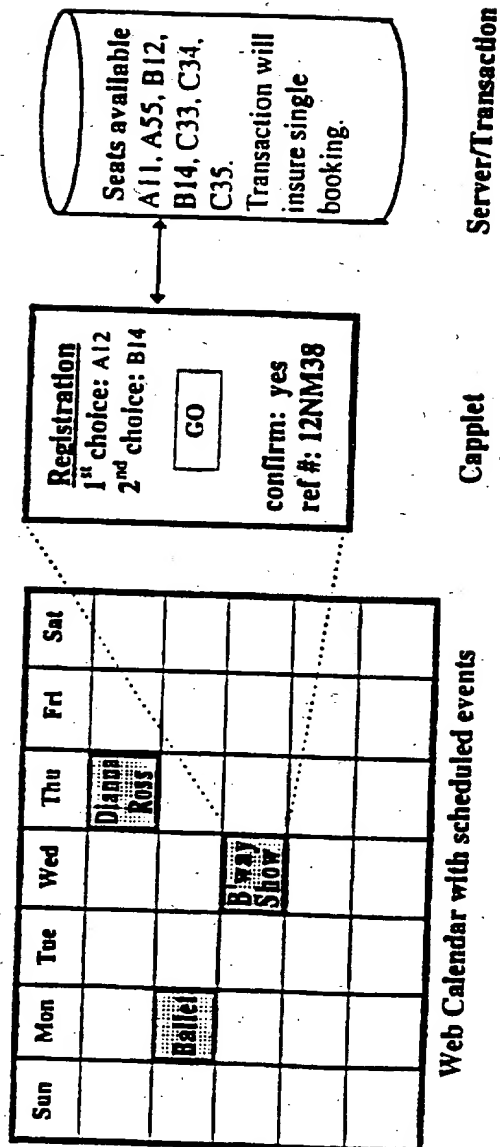 Sun Mon Tue Wed Thu Fri Sat
Dianna
Ross
Ballet
B'way
Show
Web Calendar with scheduled events
Registration
1st choice: A12
2nd choice: B14
GO
confirm: yes
ref #: 12NM38
Capplet
Seats available
A11, A55, B12,
B14, C33, C34,
C35.
Transaction will
insure single
booking.
Server/Transaction